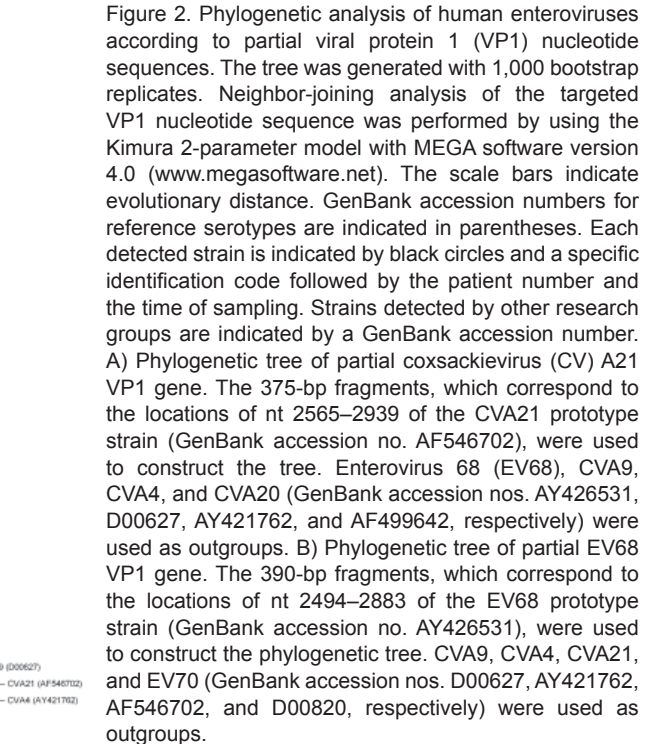 Figure 2. Phylogenetic analysis of human enteroviruses
according to partial viral protein 1 (VP1) nucleotide
sequences. The tree was generated with 1,000 bootstrap
replicates. Neighbor-joining analysis of the targeted
VP1 nucleotide sequence was performed by using the
Kimura 2-parameter model with MEGA software version
4.0 (www.megasoftware.net). The scale bars indicate
evolutionary distance. GenBank accession numbers for
reference serotypes are indicated in parentheses. Each
detected strain is indicated by black circles and a specific
identification code followed by the patient number and
the time of sampling. Strains detected by other research
groups are indicated by a GenBank accession number.
A) Phylogenetic tree of partial coxsackievirus (CV) A21
VP1 gene. The 375-bp fragments, which correspond to
the locations of nt 2565–2939 of the CVA21 prototype
strain (GenBank accession no. AF546702), were used
to construct the tree. Enterovirus 68 (EV68), CVA9,
CVA4, and CVA20 (GenBank accession nos. AY426531,
D00627, AY421762, and AF499642, respectively) were
used as outgroups. B) Phylogenetic tree of partial EV68
VP1 gene. The 390-bp fragments, which correspond to
the locations of nt 2494–2883 of the EV68 prototype
strain (GenBank accession no. AY426531), were used
to construct the phylogenetic tree. CVA9, CVA4, CVA21,
and EV70 (GenBank accession nos. D00627, AY421762,
AF546702, and D00820, respectively) were used as
outgroups.
(D00627)
CVA21 (AF546702)
CVA4 (AY421762)